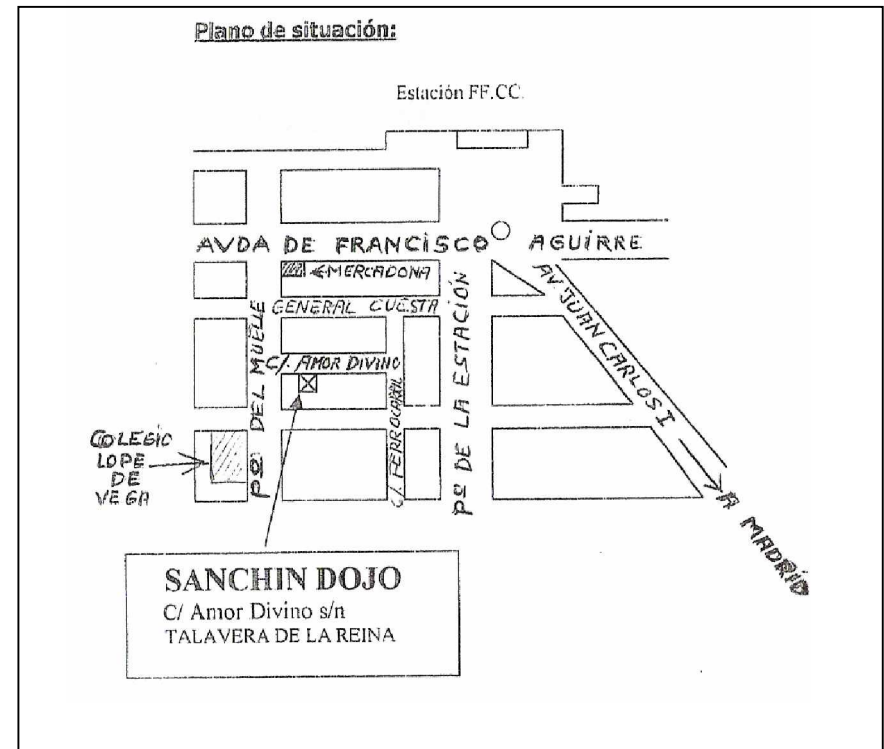 Plano de situación:
Estación FF.CC.
AVDA DE FRANCISCO AGUIRRE
←MERCADONA
GENERAL CUESTA
C/. AMOR DIVINO
Pº DEL MUELLE
C/. FERROCARRIL
Pº DE LA ESTACIÓN
AV JUAN CARLOS I
A MADRID
COLEGIO
LOPE
DE
VEGA
SANCHIN DOJO
C/ Amor Divino s/n
TALAVERA DE LA REINA